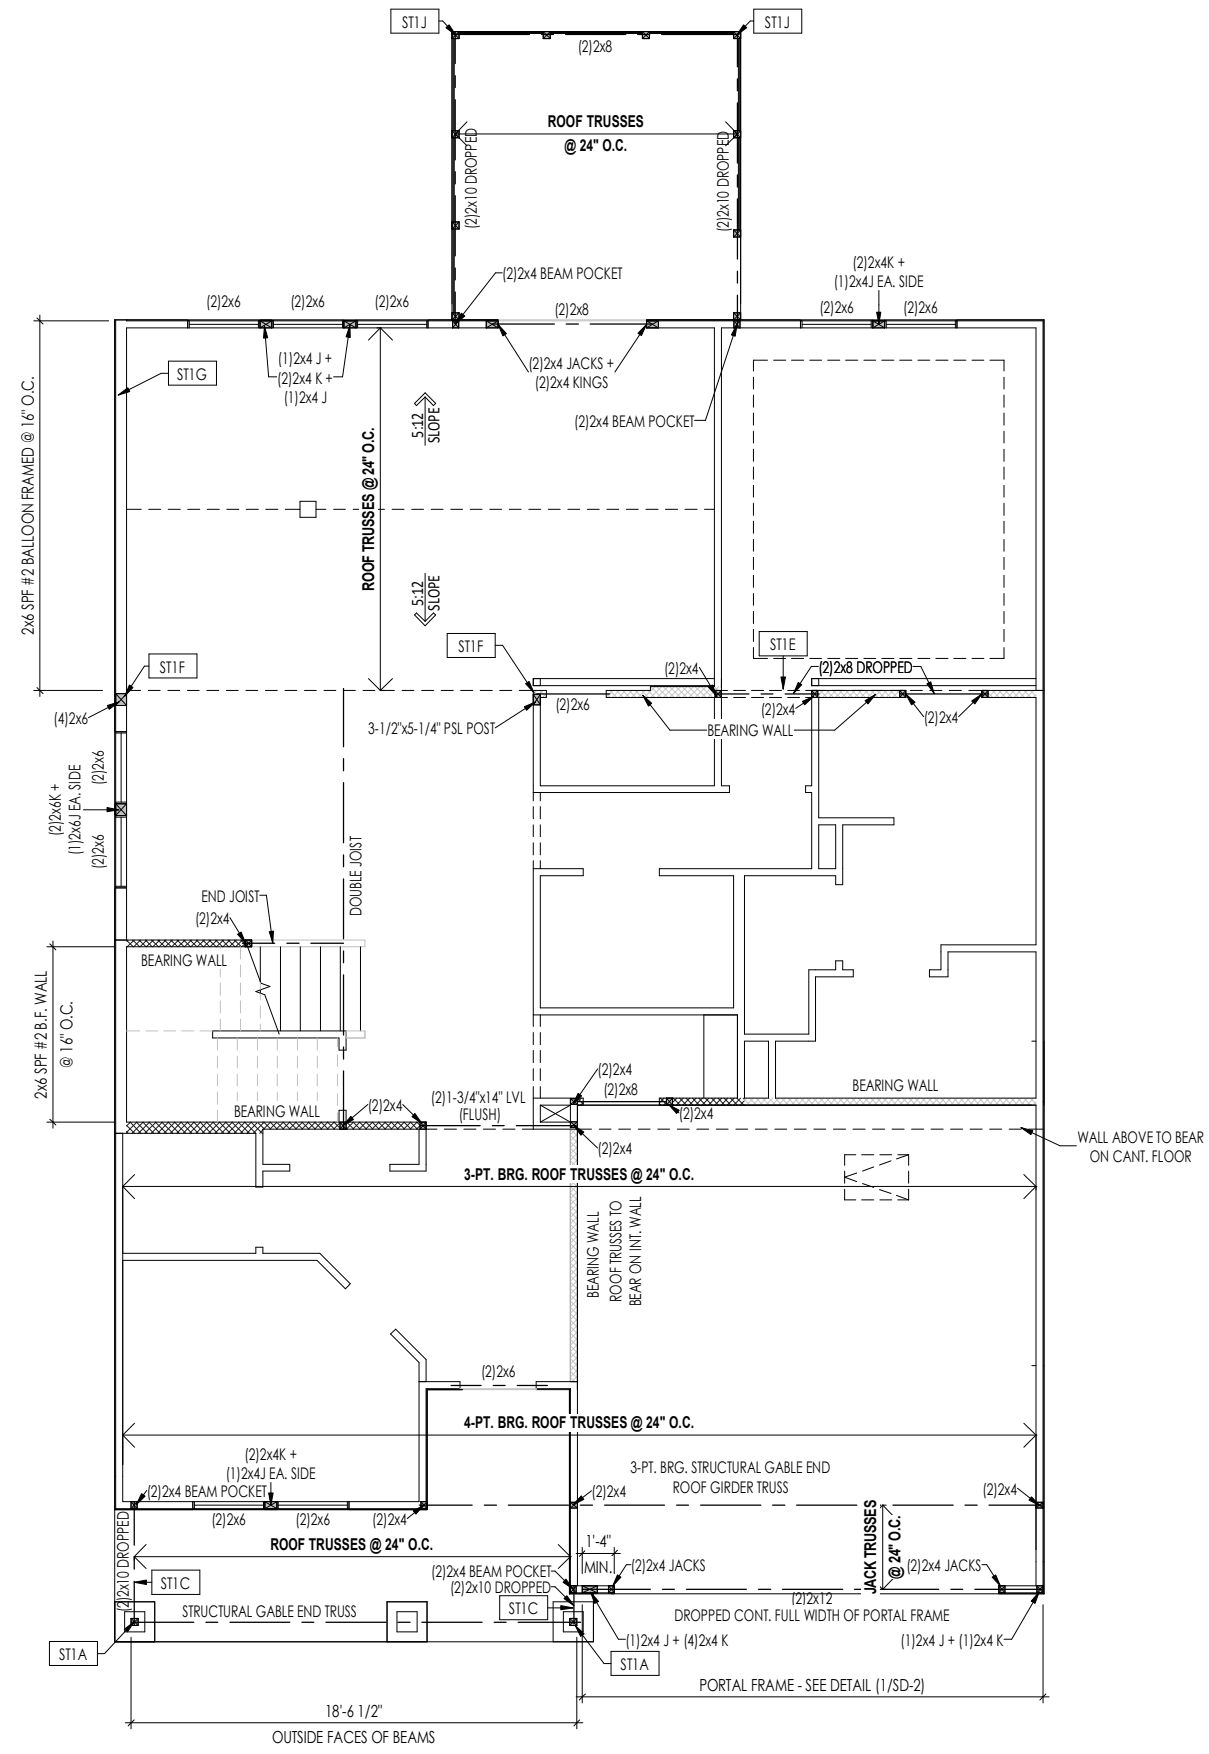 ST1J
ST1J
(2)2x8
ROOF TRUSSES
@ 24" O.C.
(2)2x10 DROPPED
(2)2x10 DROPPED
(2)2x4 BEAM POCKET
(2)2x4K +
(1)2x4J EA. SIDE
(2)2x6
(2)2x6
(2)2x6
(2)2x8
(2)2x6
(2)2x6
(1)2x4 J +
(2)2x4 K +
(1)2x4 J
ST1G
(2)2x4 JACKS +
(2)2x4 KINGS
(2)2x4 BEAM POCKET
5:12
SLOPE
2x6 SPF #2 BALLOON FRAMED @ 16" O.C.
ROOF TRUSSES @ 24" O.C.
5:12
SLOPE
ST1F
ST1F
ST1E
(2)2x4
(2)2x8 DROPPED
(4)2x6
(2)2x6
(2)2x4
(2)2x4
3-1/2"x5-1/4" PSL POST
BEARING WALL
(2)2x6
(2)2x6K +
(1)2x6J EA. SIDE
(2)2x6
DOUBLE JOIST
END JOIST
(2)2x4
BEARING WALL
2x6 SPF #2 B.F. WALL
@ 16" O.C.
(2)2x4
(2)2x8
BEARING WALL
(2)1-3/4"x14" LVL
(FLUSH)
BEARING WALL
(2)2x4
(2)2x4
(2)2x4
WALL ABOVE TO BEAR
ON CANT. FLOOR
3-PT. BRG. ROOF TRUSSES @ 24" O.C.
BEARING WALL
ROOF TRUSSES TO
BEAR ON INT. WALL
(2)2x6
4-PT. BRG. ROOF TRUSSES @ 24" O.C.
(2)2x4K +
(1)2x4J EA. SIDE
3-PT. BRG. STRUCTURAL GABLE END
ROOF GIRDER TRUSS
(2)2x4 BEAM POCKET
(2)2x4
(2)2x4
(2)2x6
(2)2x6
(2)2x4
(2)2x10 DROPPED
ROOF TRUSSES @ 24" O.C.
1'-4"
MIN.
JACK TRUSSES
@ 24" O.C.
(2)2x4 BEAM POCKET
(2)2x4 JACKS
(2)2x4 JACKS
(2)2x10 DROPPED
ST1C
ST1C
(2)2x12
STRUCTURAL GABLE END TRUSS
DROPPED CONT. FULL WIDTH OF PORTAL FRAME
(1)2x4 J + (4)2x4 K
(1)2x4 J + (1)2x4 K
ST1A
ST1A
PORTAL FRAME - SEE DETAIL (1/SD-2)
18'-6 1/2"
OUTSIDE FACES OF BEAMS